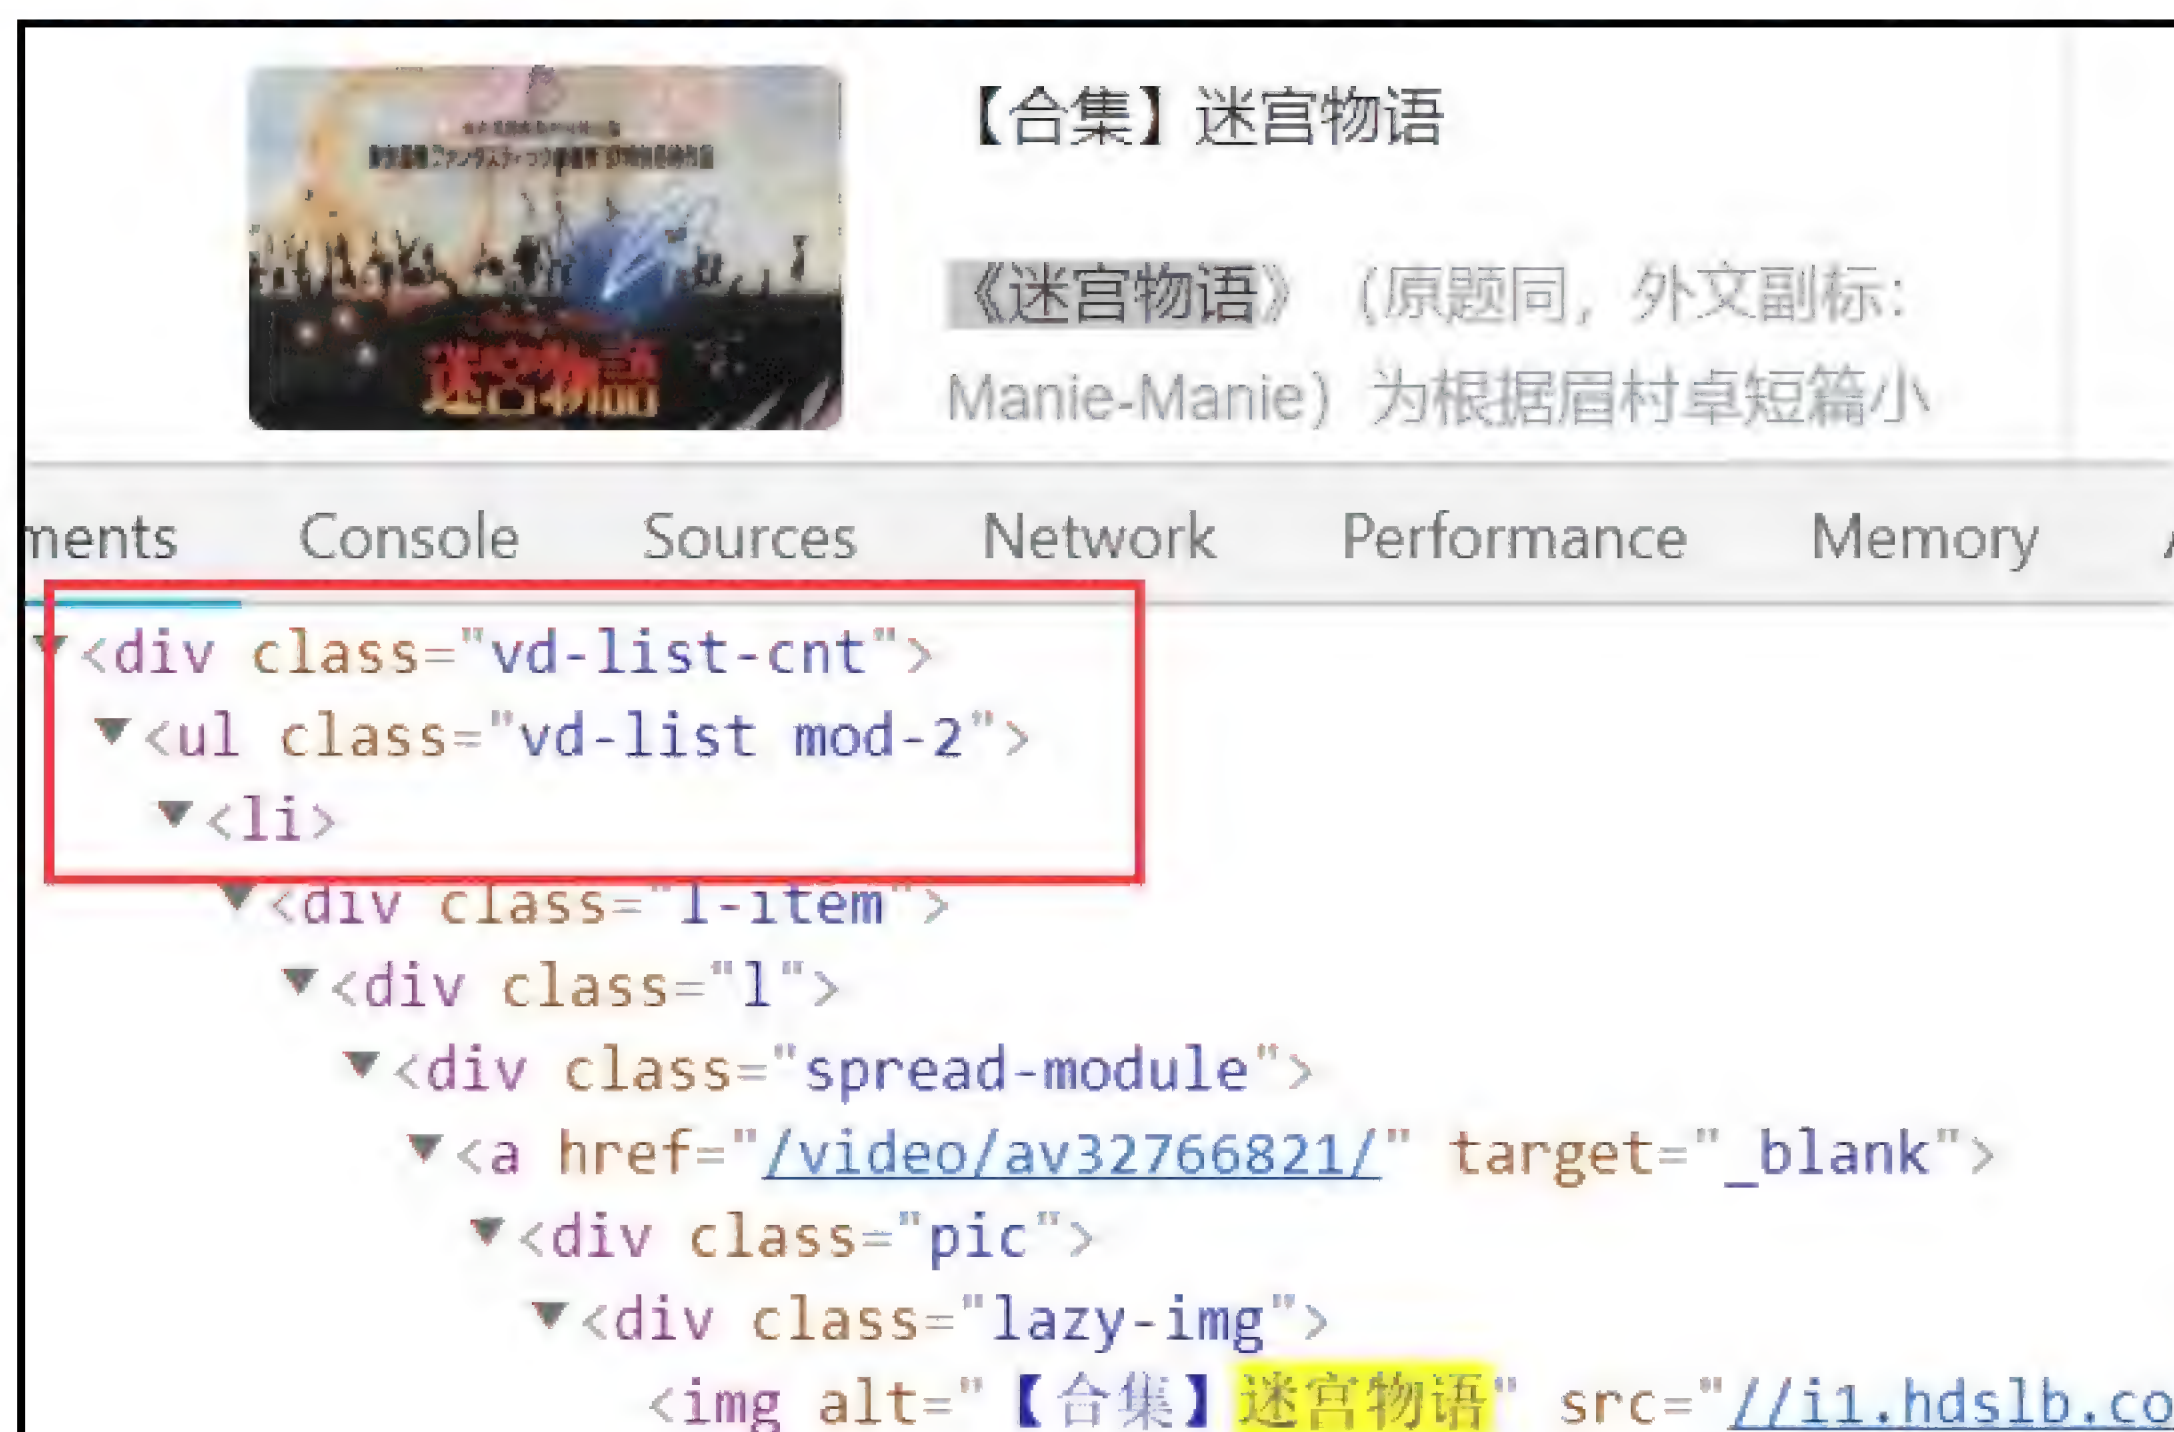 【合集】迷宫物语
《迷宫物语》（原题同，外文副标：
Manie-Manie）为根据眉村卓短篇小
迷宮物語
ments Console Sources Network Performance Memory
▼<div class="vd-list-cnt">
▼<ul class="vd-list mod-2">
▼<li>
▼<div class="l-item">
▼<div class="l">
▼<div class="spread-module">
▼<a href="/video/av32766821/" target="_blank">
▼<div class="pic">
▼<div class="lazy-img">
<img alt="【合集】迷宫物语" src="//i1.hdslb.co